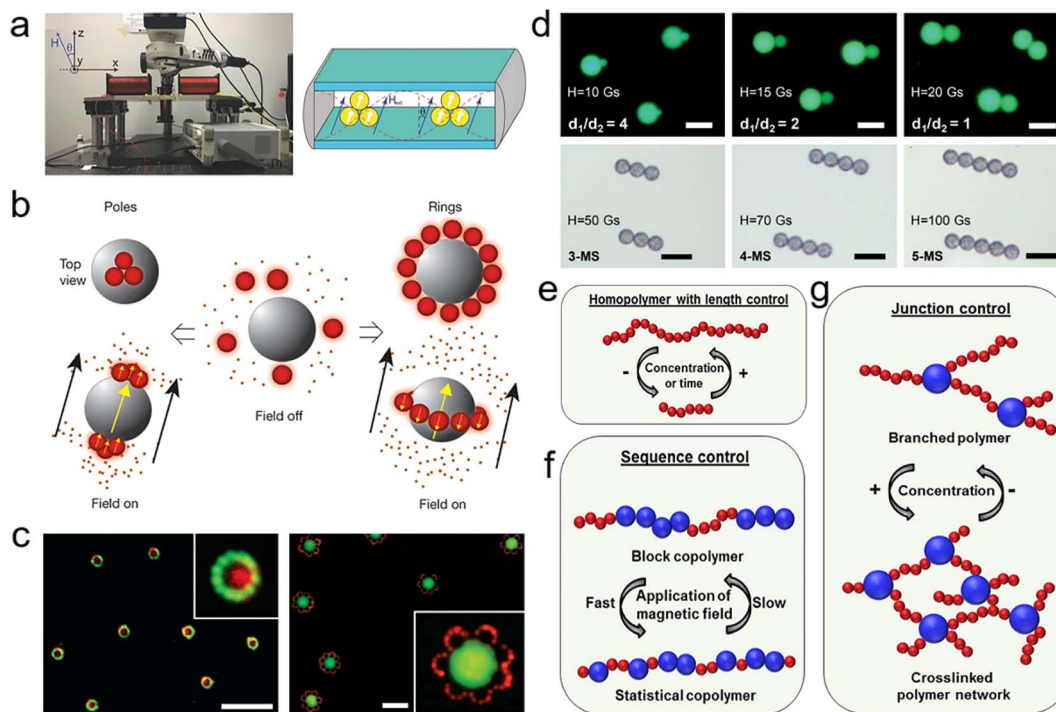 a
H
θ
z
y
x
H
ext
θ
b
Poles
Rings
Top
view
Field off
Field on
Field on
c
d
H=10 Gs
d1/d2 = 4
H=15 Gs
d1/d2 = 2
H=20 Gs
d1/d2 = 1
H=50 Gs
3-MS
H=70 Gs
4-MS
H=100 Gs
5-MS
e
Homopolymer with length control
-
Concentration
or time
+
f
Sequence control
Block copolymer
Fast
Application of
magnetic field
Slow
Statistical copolymer
g
Junction control
Branched polymer
+
Concentration
-
Crosslinked
polymer network